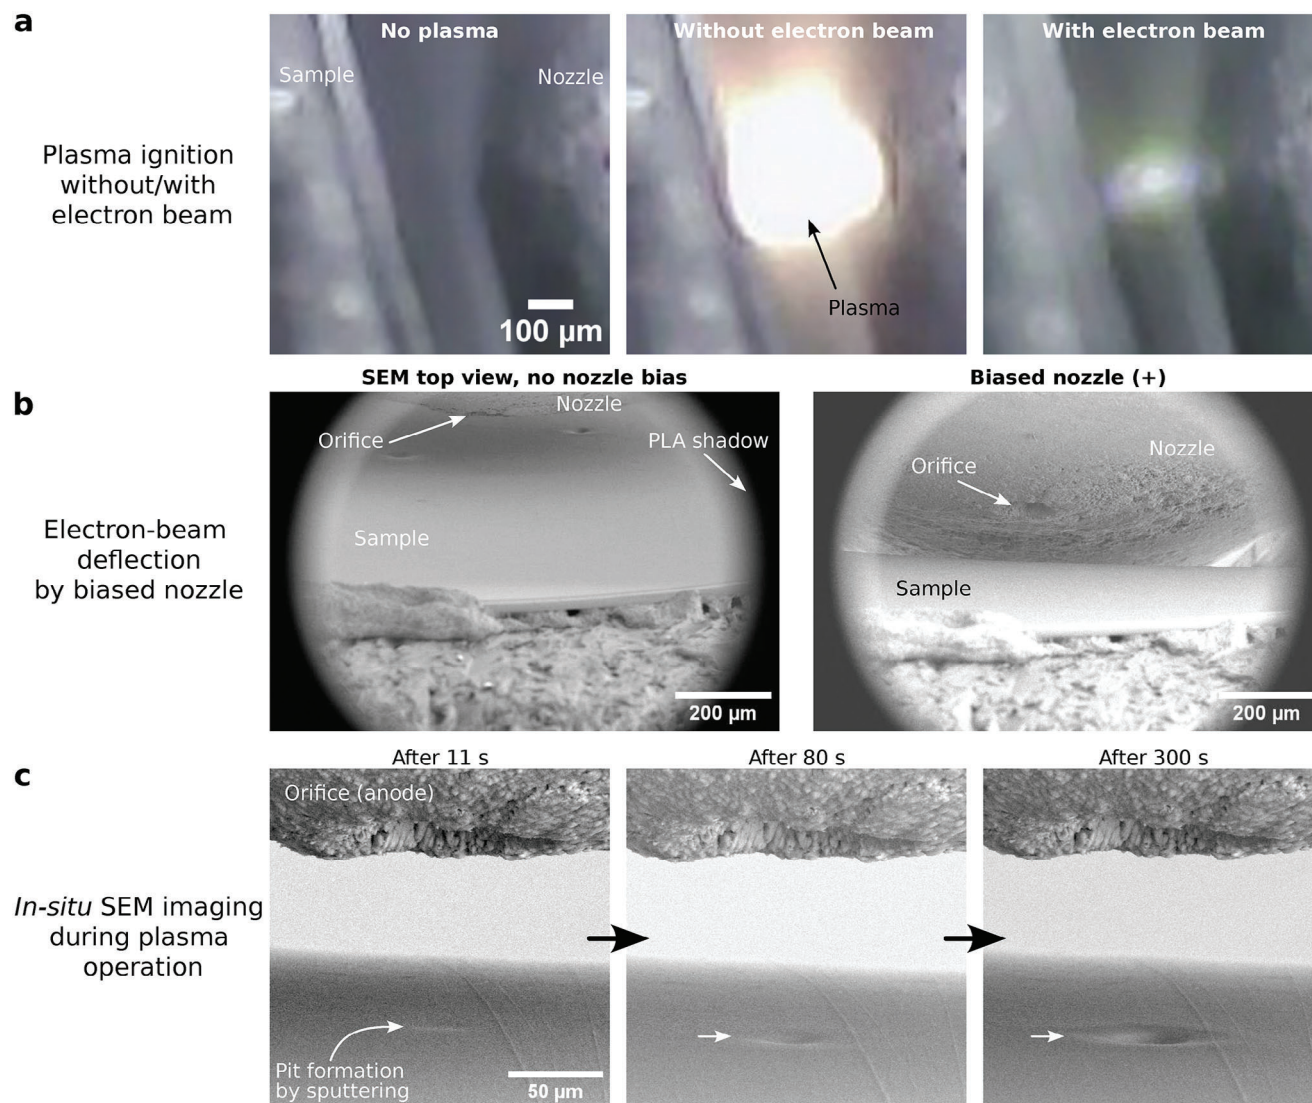 a
Plasma ignition
without/with
electron beam
No plasma
Sample
Nozzle
100 µm
Without electron beam
Plasma
With electron beam
b
Electron-beam
deflection
by biased nozzle
SEM top view, no nozzle bias
Nozzle
Orifice
PLA shadow
Sample
200 µm
Biased nozzle (+)
Nozzle
Orifice
Sample
200 µm
c
In-situ SEM imaging
during plasma
operation
After 11 s
Orifice (anode)
Pit formation
by sputtering
50 µm
After 80 s
After 300 s